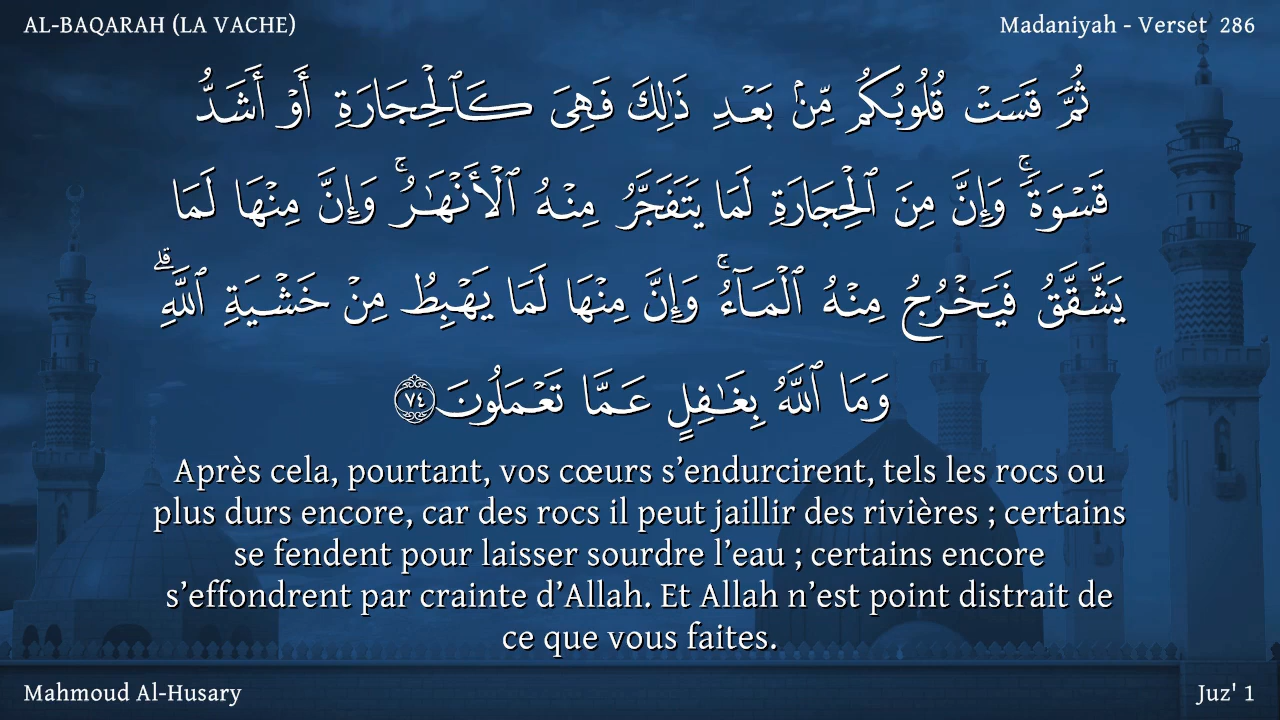 AL-BAQARAH (LA VACHE)
Madaniyah - Verset 286
ثُمَّ قَسَتْ قُلُوبُكُم مِّنۢ بَعْدِ ذَٰلِكَ فَهِىَ كَٱلْحِجَارَةِ أَوْ أَشَدُّ
قَسْوَةً ۚ وَإِنَّ مِنَ ٱلْحِجَارَةِ لَمَا يَتَفَجَّرُ مِنْهُ ٱلْأَنْهَـٰرُ ۚ وَإِنَّ مِنْهَا لَمَا
يَشَّقَّقُ فَيَخْرُجُ مِنْهُ ٱلْمَآءُ ۚ وَإِنَّ مِنْهَا لَمَا يَهْبِطُ مِنْ خَشْيَةِ ٱللَّهِ ۗ
وَمَا ٱللَّهُ بِغَـٰفِلٍ عَمَّا تَعْمَلُونَ ٧٤
Après cela, pourtant, vos cœurs s’endurcirent, tels les rocs ou
plus durs encore, car des rocs il peut jaillir des rivières ; certains
se fendent pour laisser sourdre l’eau ; certains encore
s’effondrent par crainte d’Allah. Et Allah n’est point distrait de
ce que vous faites.
Mahmoud Al-Husary
Juz' 1